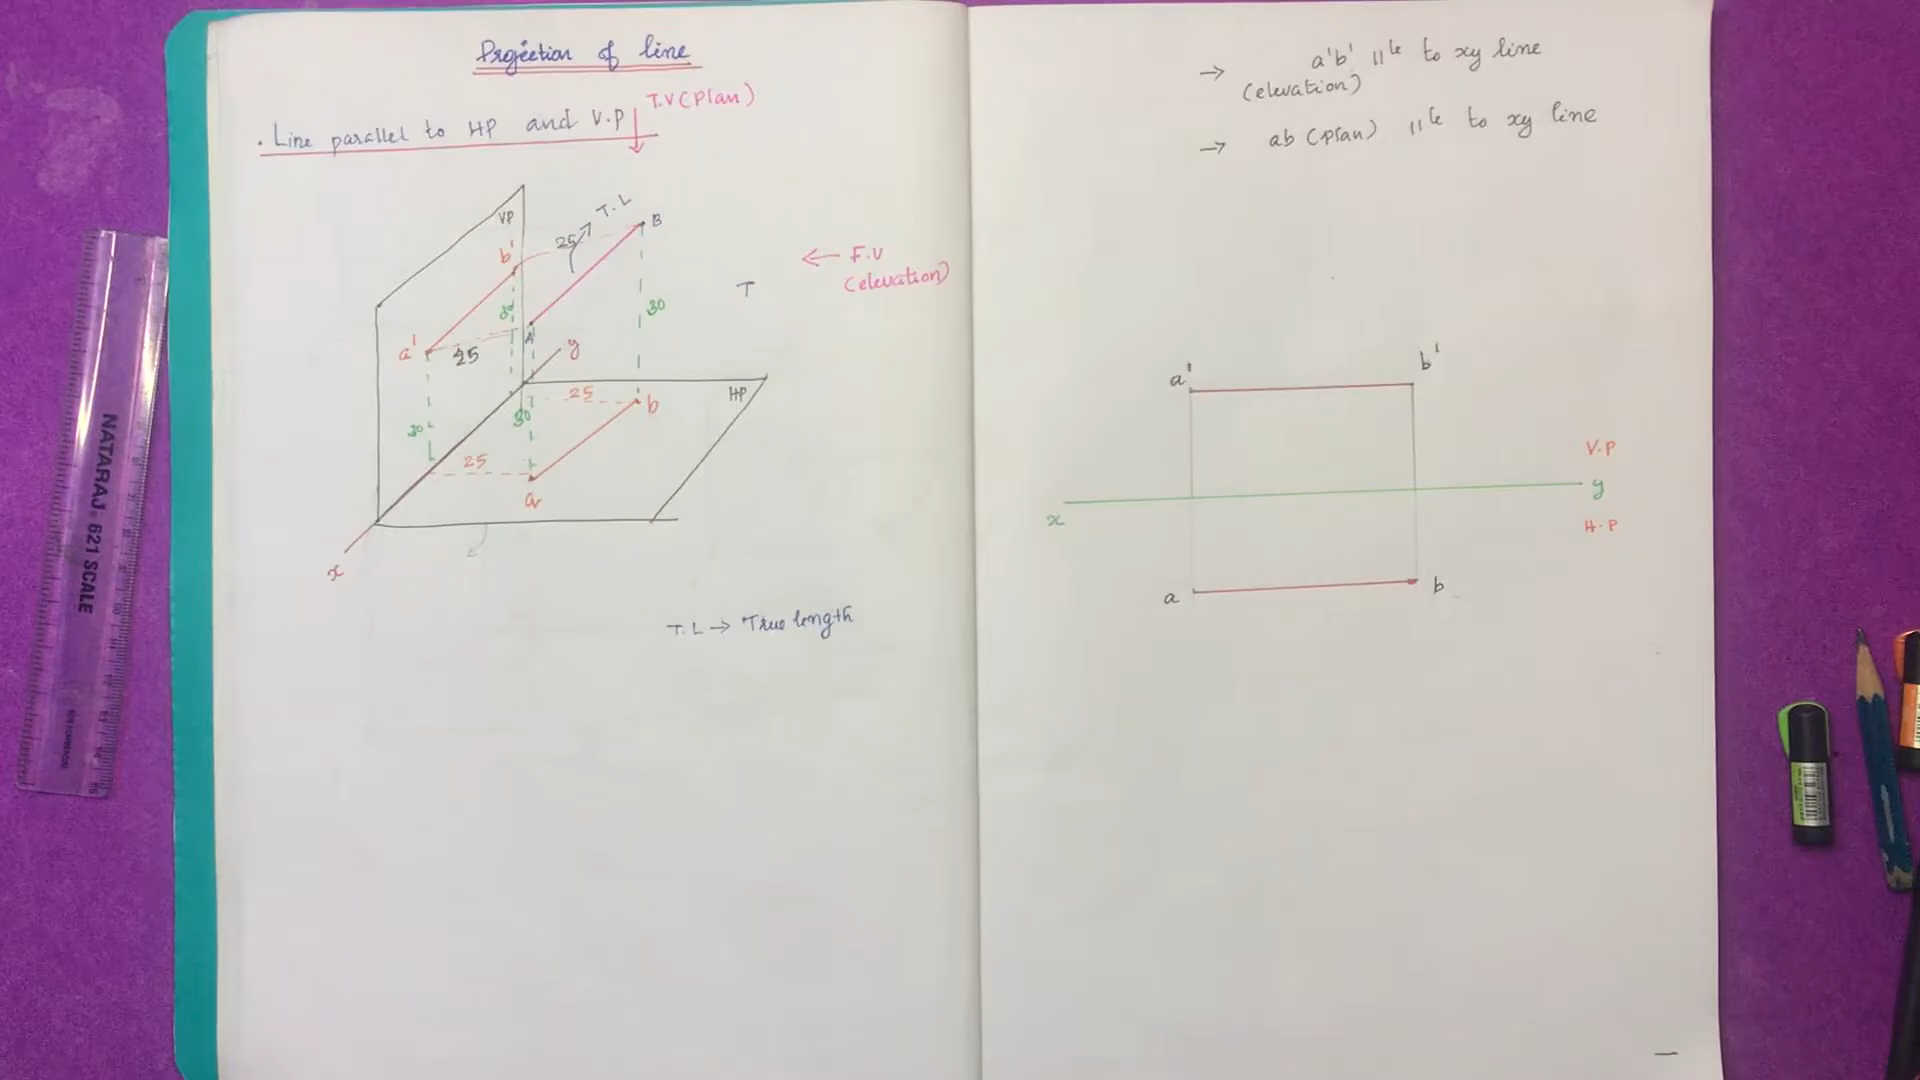 Projection of line
T.V (plan)
. Line parallel to HP and V.P
VP
T.L
B
25
b'
30
30
T
← F.V
(elevation)
a'
25
A
y
25
HP
b
30
30
25
a
x
T.L → True length
→ a'b' ||le to xy line
(elevation)
→ ab (plan) ||le to xy line
a'
b'
V.P
y
x
H.P
a
b
NATARAJ 621 SCALE